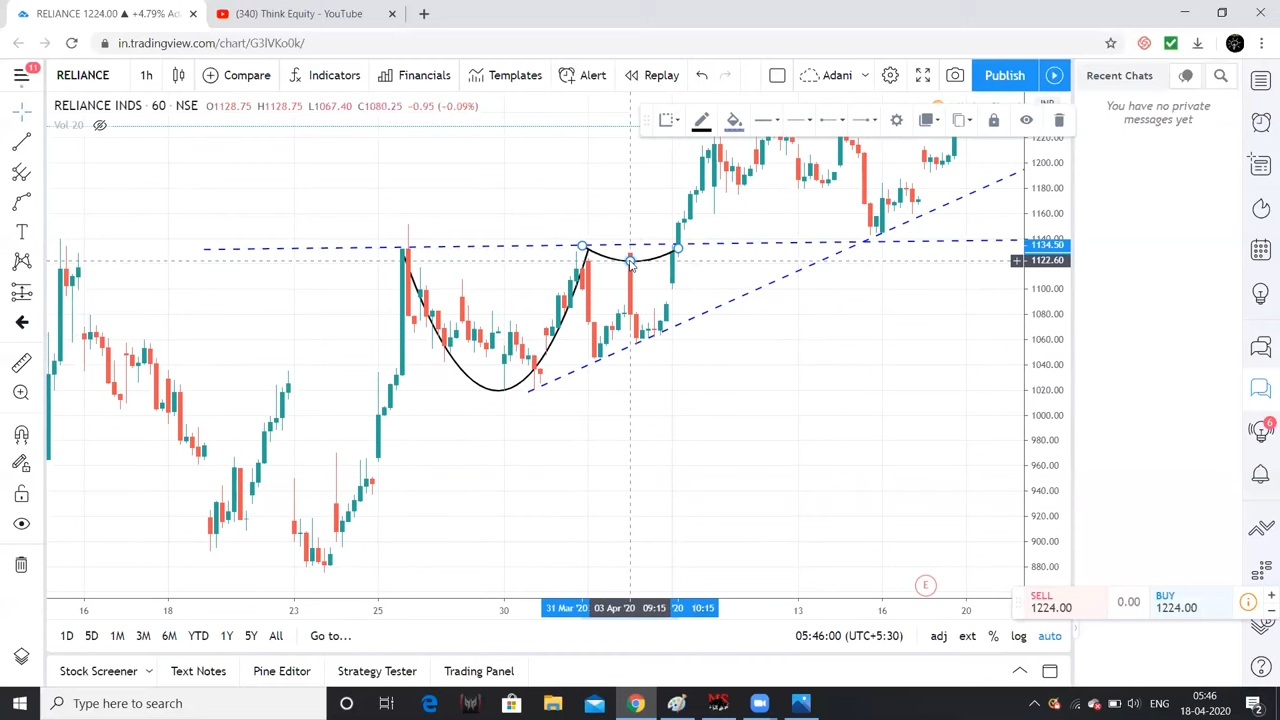 RELIANCE 1224.00 ▲ +4.79% Ad
(340) Think Equity - YouTube
in.tradingview.com/chart/G3lVKo0k/
11
RELIANCE
1h
Compare
Indicators
Financials
Templates
Alert
Replay
Adani
Publish
Recent Chats
RELIANCE INDS · 60 · NSE O1128.75 H1128.75 L1067.40 C1080.25 -0.95 (-0.09%)
Vol 20
You have no private
messages yet
1220.00
1200.00
1180.00
1160.00
1140.00
1134.50
1122.60
1100.00
1080.00
1060.00
1040.00
1020.00
1000.00
980.00
960.00
940.00
920.00
900.00
880.00
6
E
SELL
1224.00
0.00
BUY
1224.00
16 18 23 25 30 31 Mar '20 03 Apr '20 09:15 '20 10:15 13 16 20
1D 5D 1M 3M 6M YTD 1Y 5Y All Go to...
05:46:00 (UTC+5:30) adj ext % log auto
Stock Screener
Text Notes
Pine Editor
Strategy Tester
Trading Panel
Type here to search
ENG
05:46
18-04-2020
2